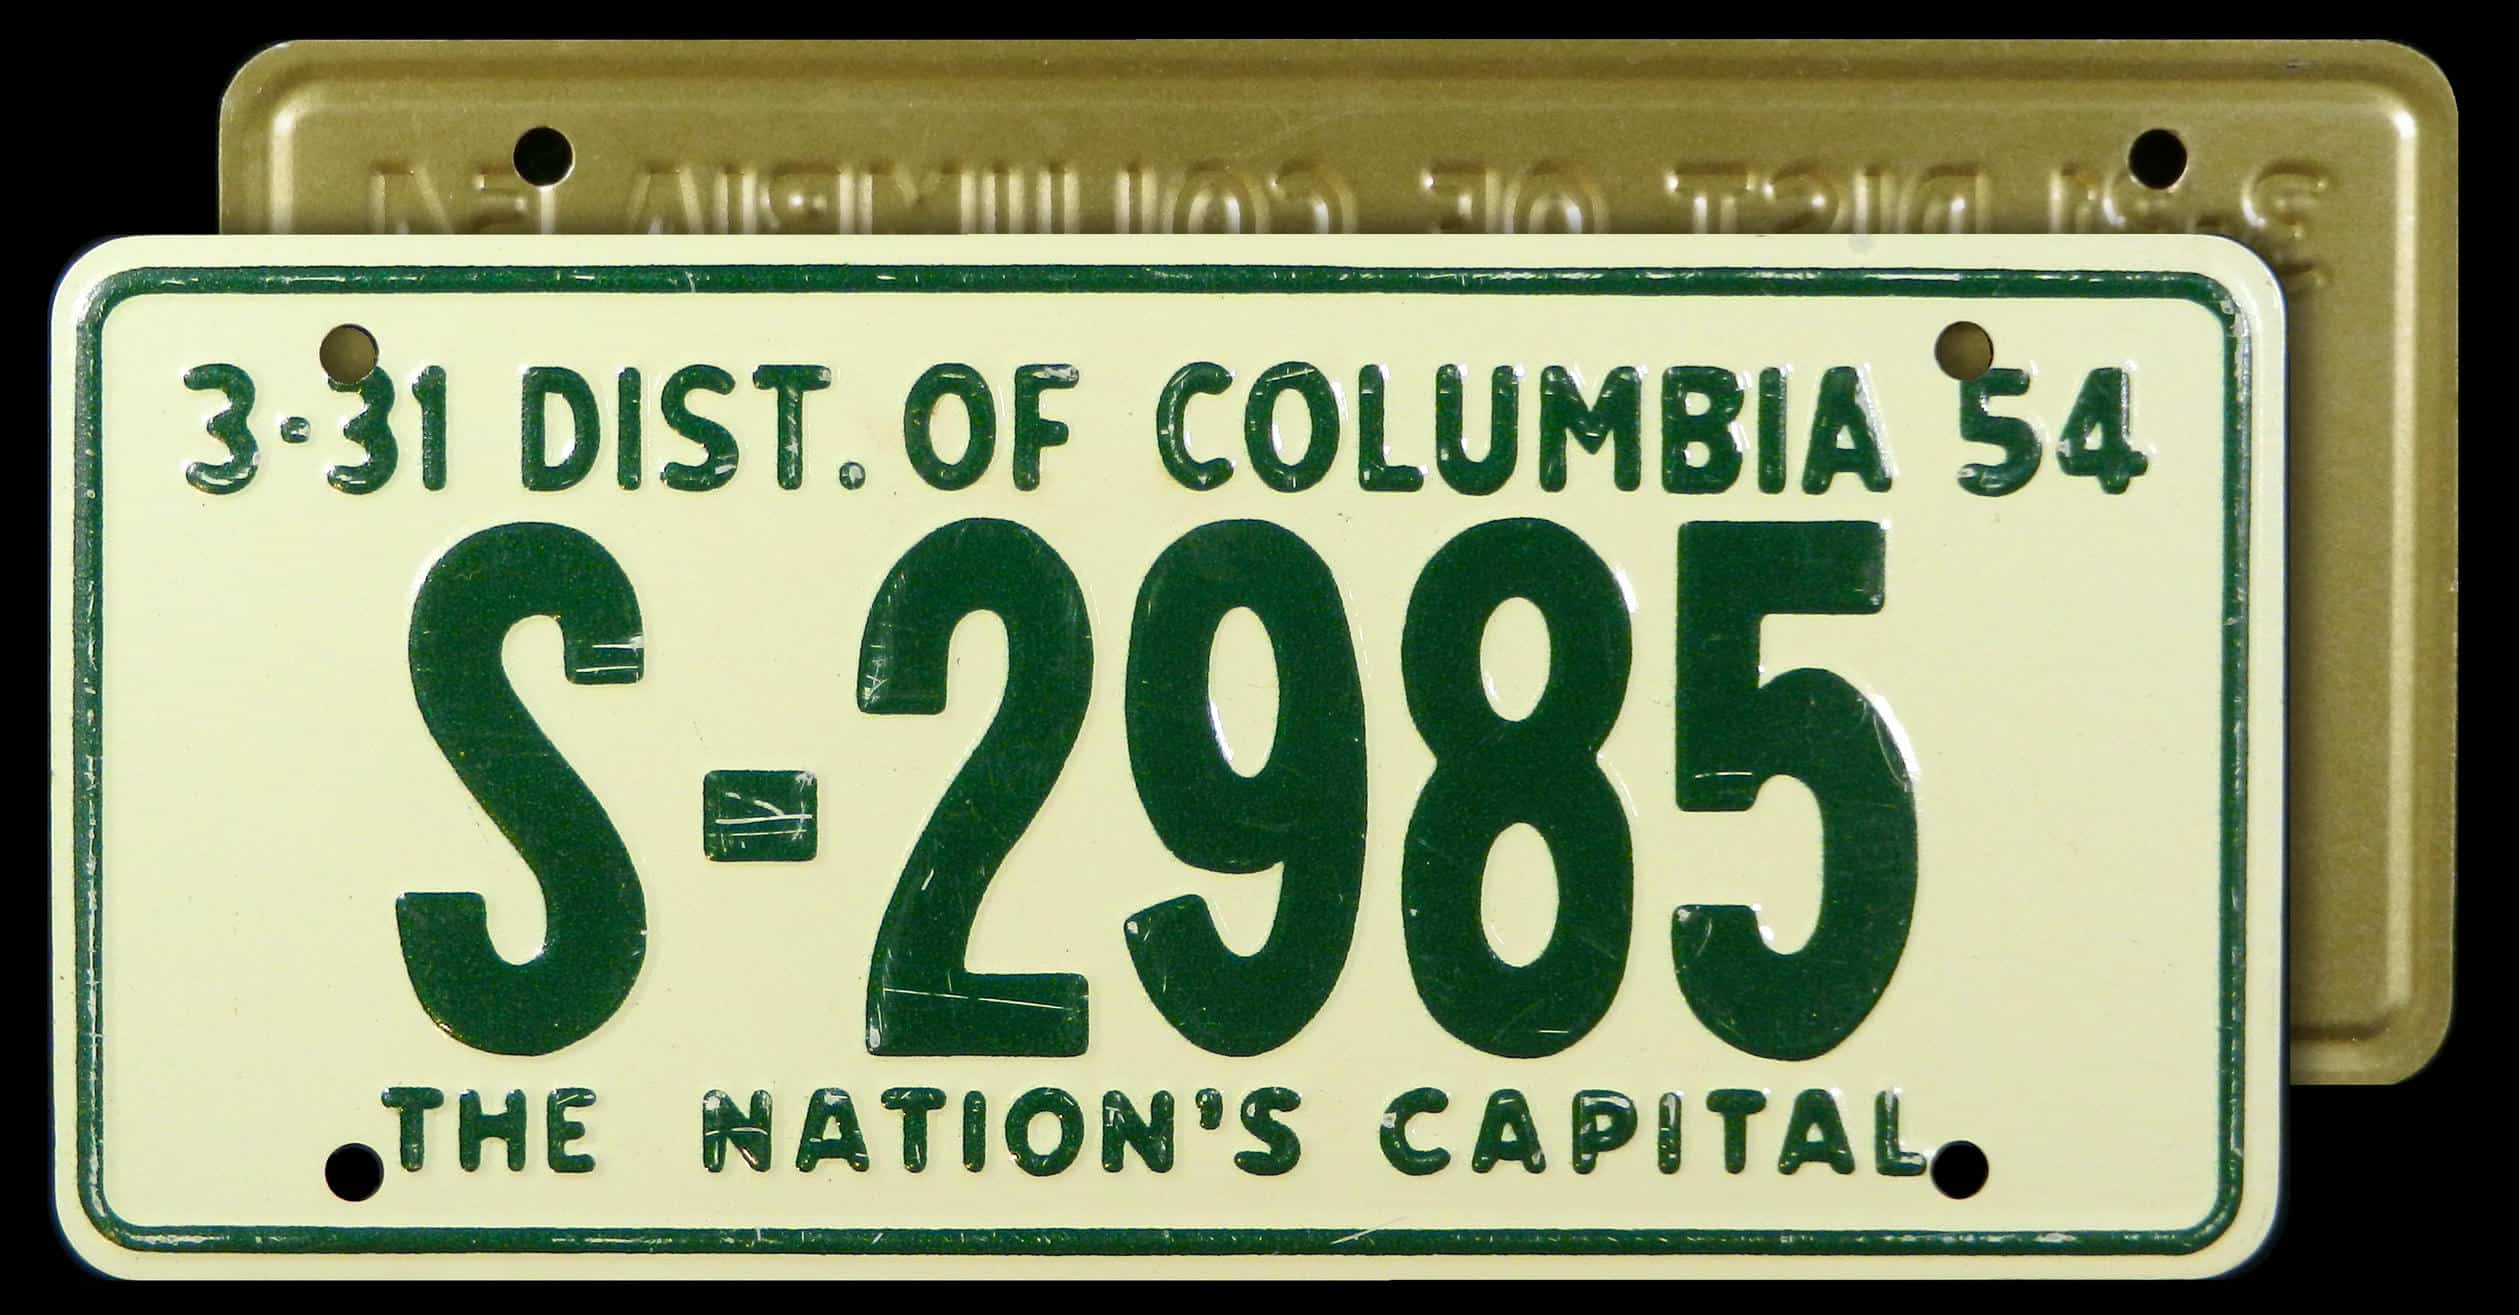 3-31 DIST. OF COLUMBIA 54
S-2985
THE NATION'S CAPITAL